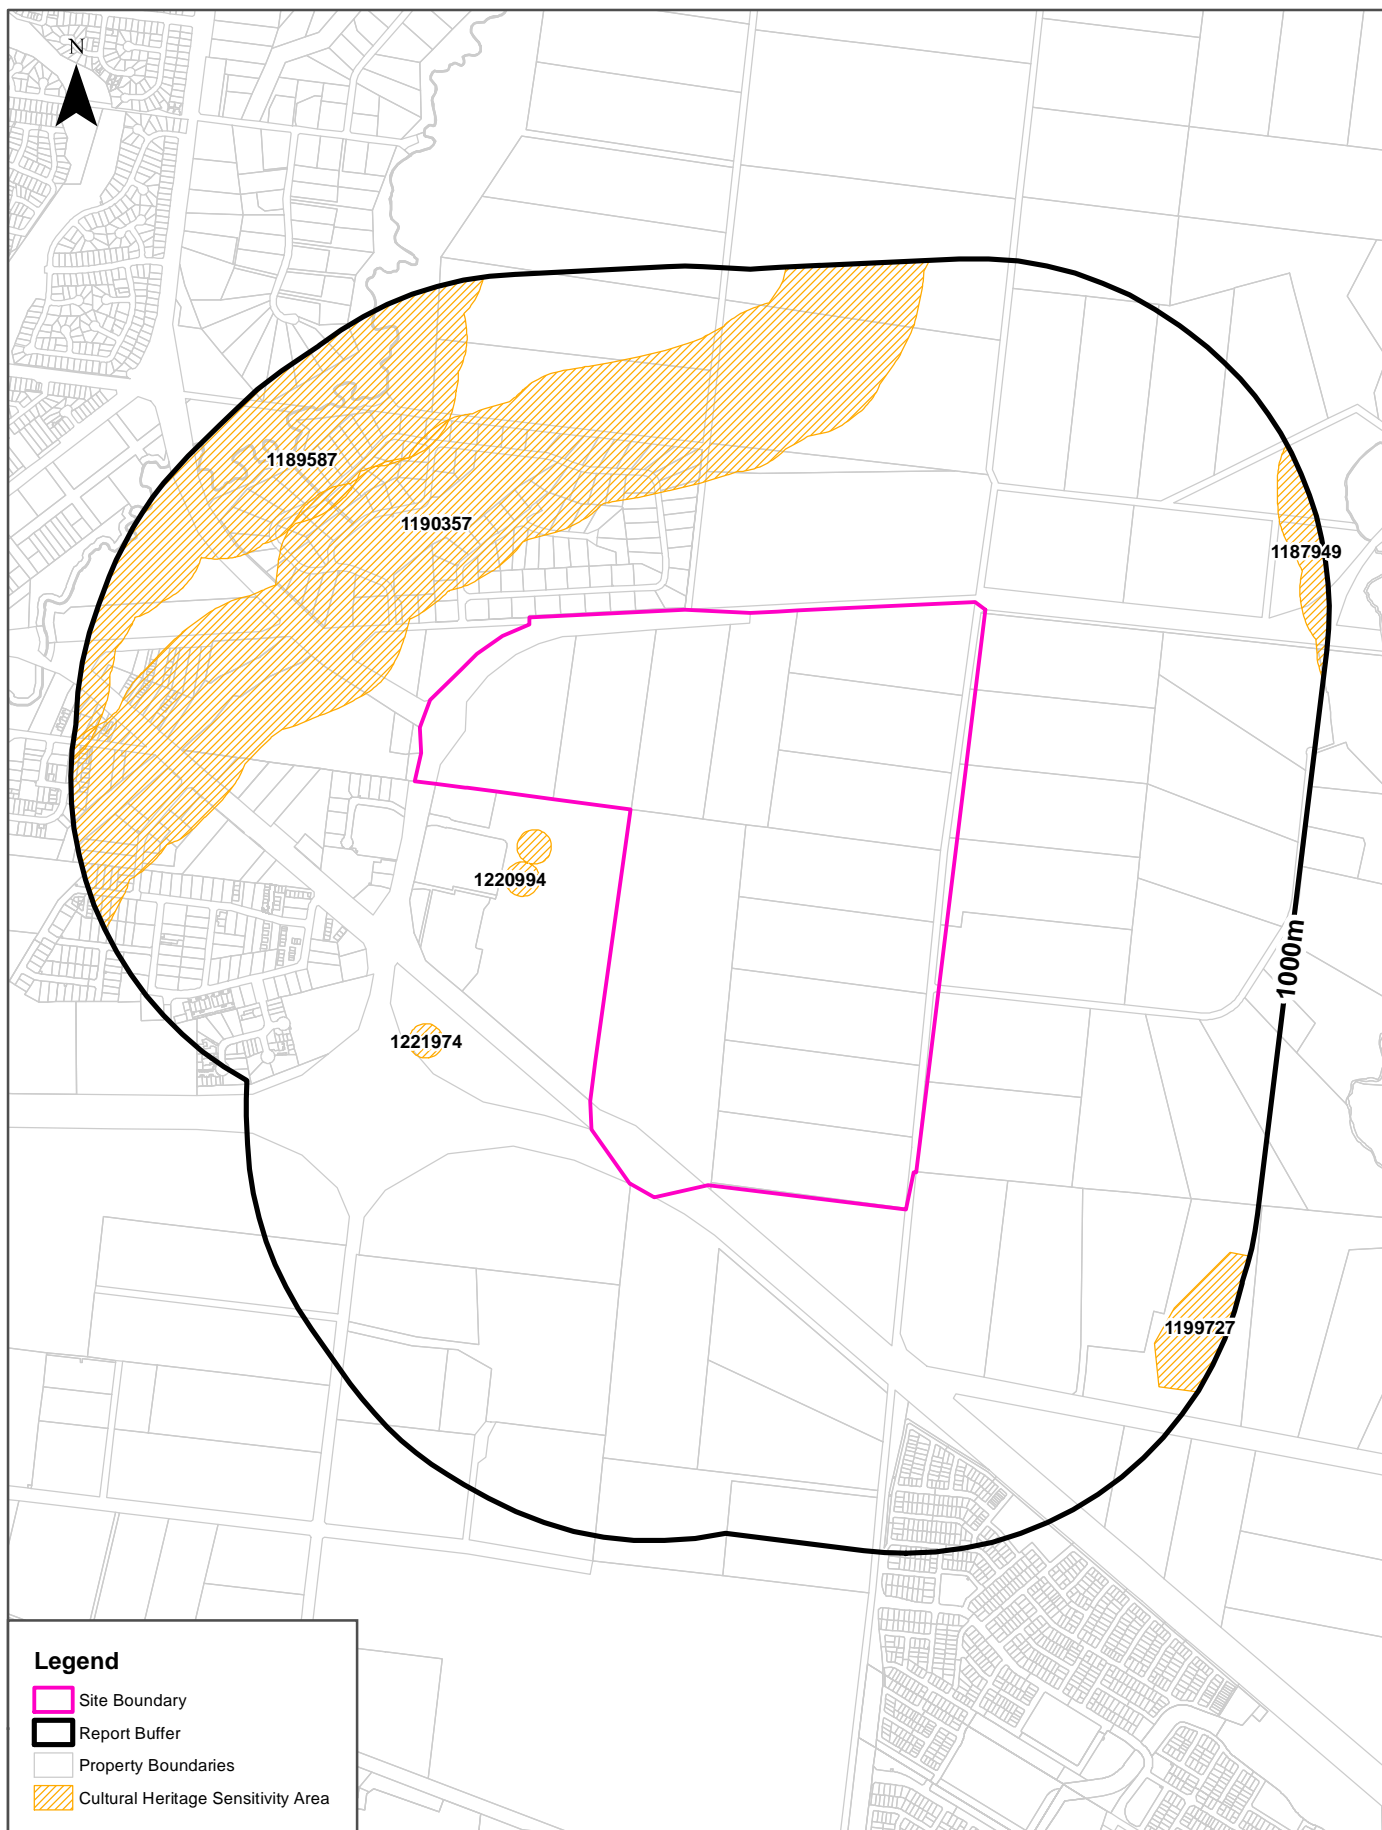 N
1189587
1190357
1187949
1220994
1000m
1221974
1199727
Legend
Site Boundary
Report Buffer
Property Boundaries
Cultural Heritage Sensitivity Area